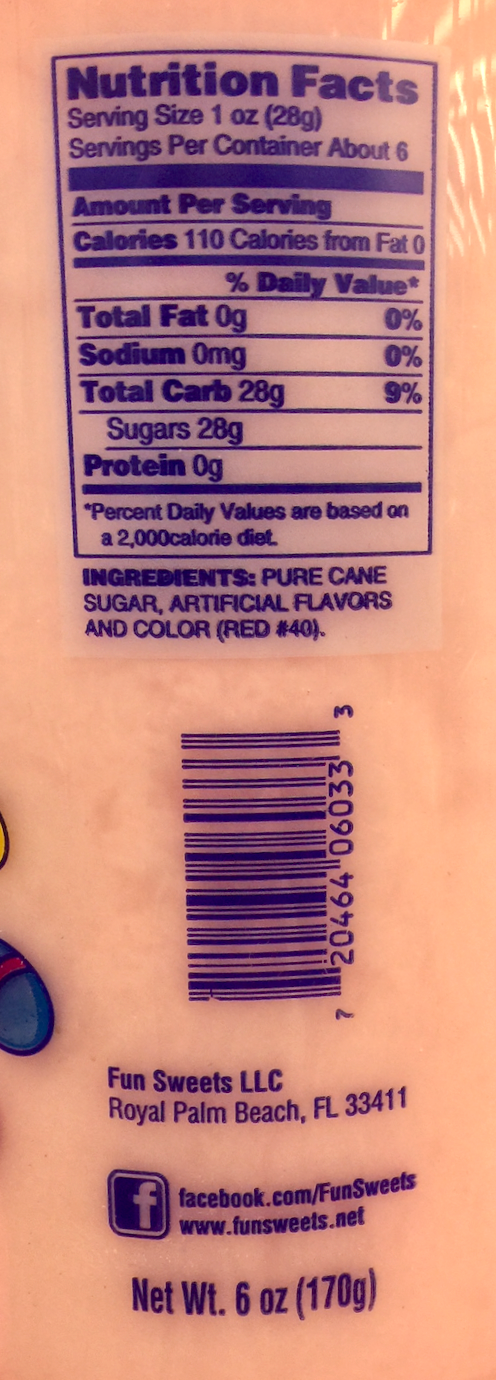 Nutrition Facts
Serving Size 1 oz (28g)
Servings Per Container About 6
Amount Per Serving
Calories 110 Calories from Fat 0
% Daily Value*
Total Fat 0g 0%
Sodium 0mg 0%
Total Carb 28g 9%
Sugars 28g
Protein 0g
*Percent Daily Values are based on
a 2,000calorie diet.
INGREDIENTS: PURE CANE
SUGAR, ARTIFICIAL FLAVORS
AND COLOR (RED #40).
7 20464 06033 3
Fun Sweets LLC
Royal Palm Beach, FL 33411
f facebook.com/FunSweets
www.funsweets.net
Net Wt. 6 oz (170g)